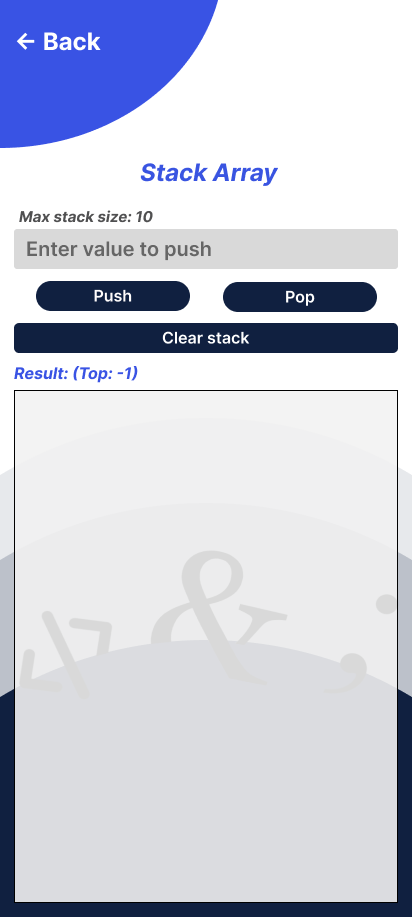 ← Back
Stack Array
Max stack size: 10
Enter value to push
Push
Pop
Clear stack
Result: (Top: -1)